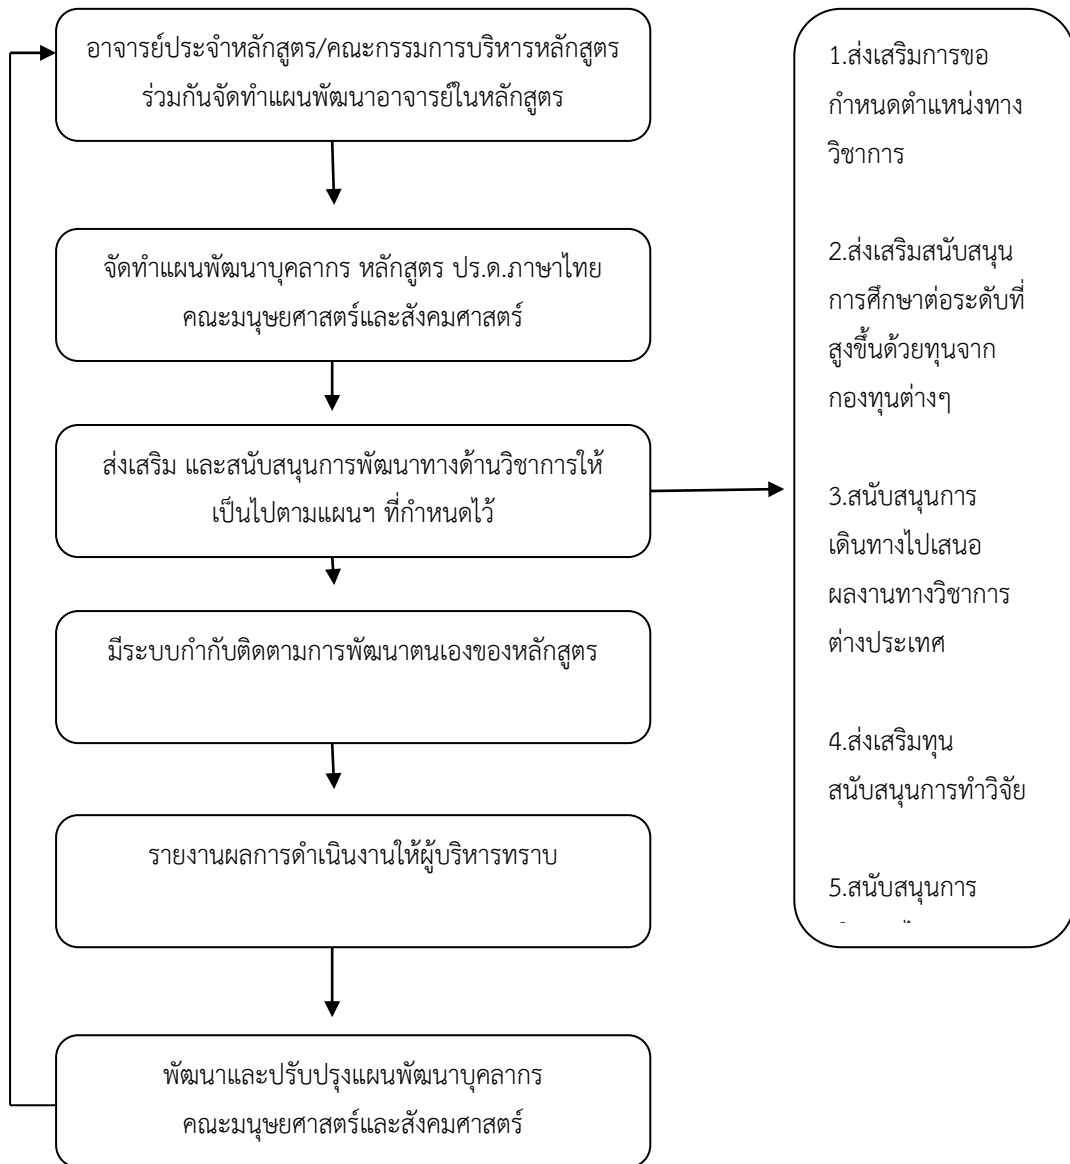 อาจารย์ประจำหลักสูตร/คณะกรรมการบริหารหลักสูตร
ร่วมกันจัดทำแผนพัฒนาอาจารย์ในหลักสูตร
จัดทำแผนพัฒนาบุคลากร หลักสูตร ปร.ด.ภาษาไทย
คณะมนุษยศาสตร์และสังคมศาสตร์
ส่งเสริม และสนับสนุนการพัฒนาทางด้านวิชาการให้
เป็นไปตามแผนฯ ที่กำหนดไว้
มีระบบกำกับติดตามการพัฒนาตนเองของหลักสูตร
รายงานผลการดำเนินงานให้ผู้บริหารทราบ
พัฒนาและปรับปรุงแผนพัฒนาบุคลากร
คณะมนุษยศาสตร์และสังคมศาสตร์
1.ส่งเสริมการขอ
กำหนดตำแหน่งทาง
วิชาการ
2.ส่งเสริมสนับสนุน
การศึกษาต่อระดับที่
สูงขึ้นด้วยทุนจาก
กองทุนต่างๆ
3.สนับสนุนการ
เดินทางไปเสนอ
ผลงานทางวิชาการ
ต่างประเทศ
4.ส่งเสริมทุน
สนับสนุนการทำวิจัย
5.สนับสนุนการ